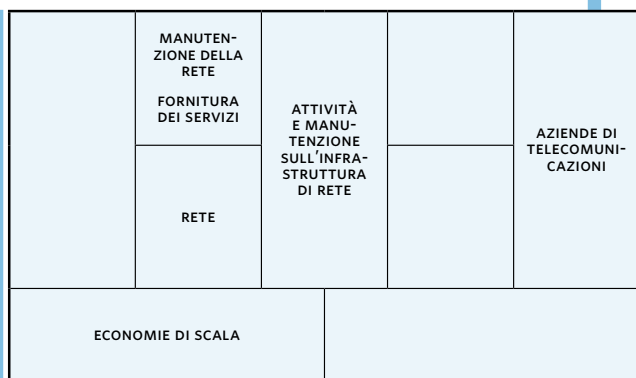 MANUTEN-
ZIONE DELLA
RETE
FORNITURA
DEI SERVIZI
RETE
ATTIVITÀ
E MANU-
TENZIONE
SULL'INFRA-
STRUTTURA
DI RETE
AZIENDE DI
TELECOMUNI-
CAZIONI
ECONOMIE DI SCALA